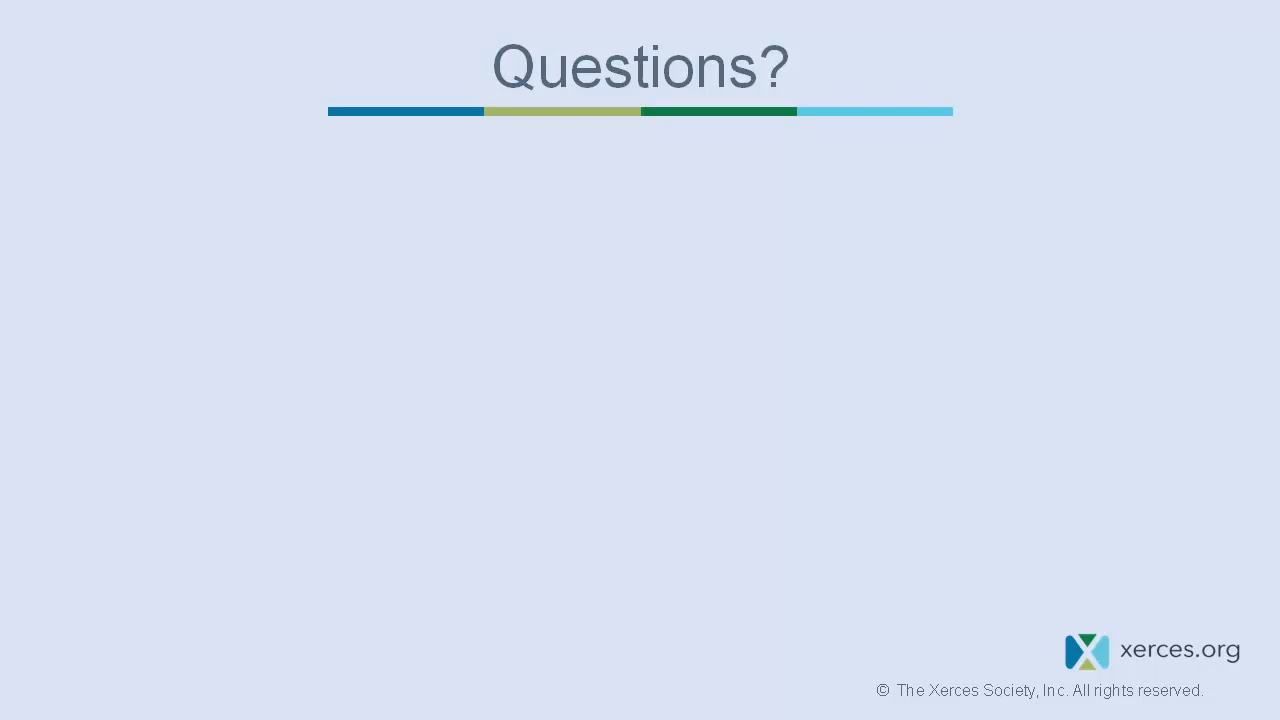 Questions?
xerces.org
© The Xerces Society, Inc. All rights reserved.